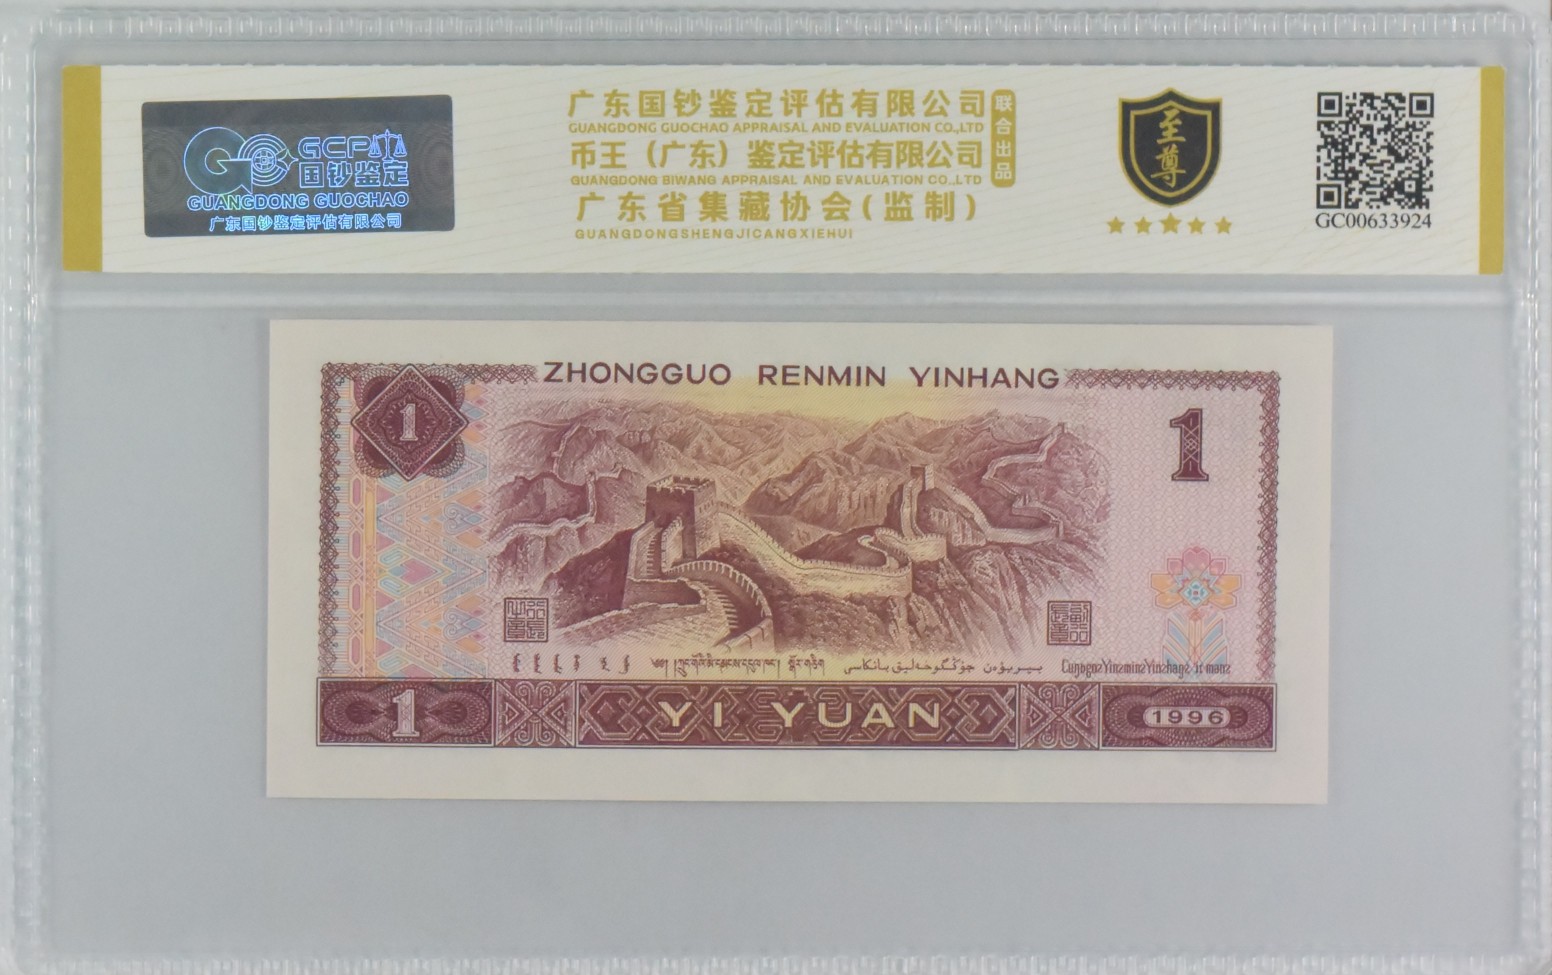 GCP
国钞鉴定
GUANGDONG GUOCHAO
广东国钞鉴定评估有限公司
广东国钞鉴定评估有限公司
GUANGDONG GUOCHAO APPRAISAL AND EVALUATION CO.,LTD
币王（广东）鉴定评估有限公司
GUANGDONG BIWANG APPRAISAL AND EVALUATION CO.,LTD
联合出品
广东省集藏协会(监制)
GUANGDONGSHENGJICANGXIEHUI
至尊
GC00633924
ZHONGGUO RENMIN YINHANG
1
1
1
YI YUAN
1996